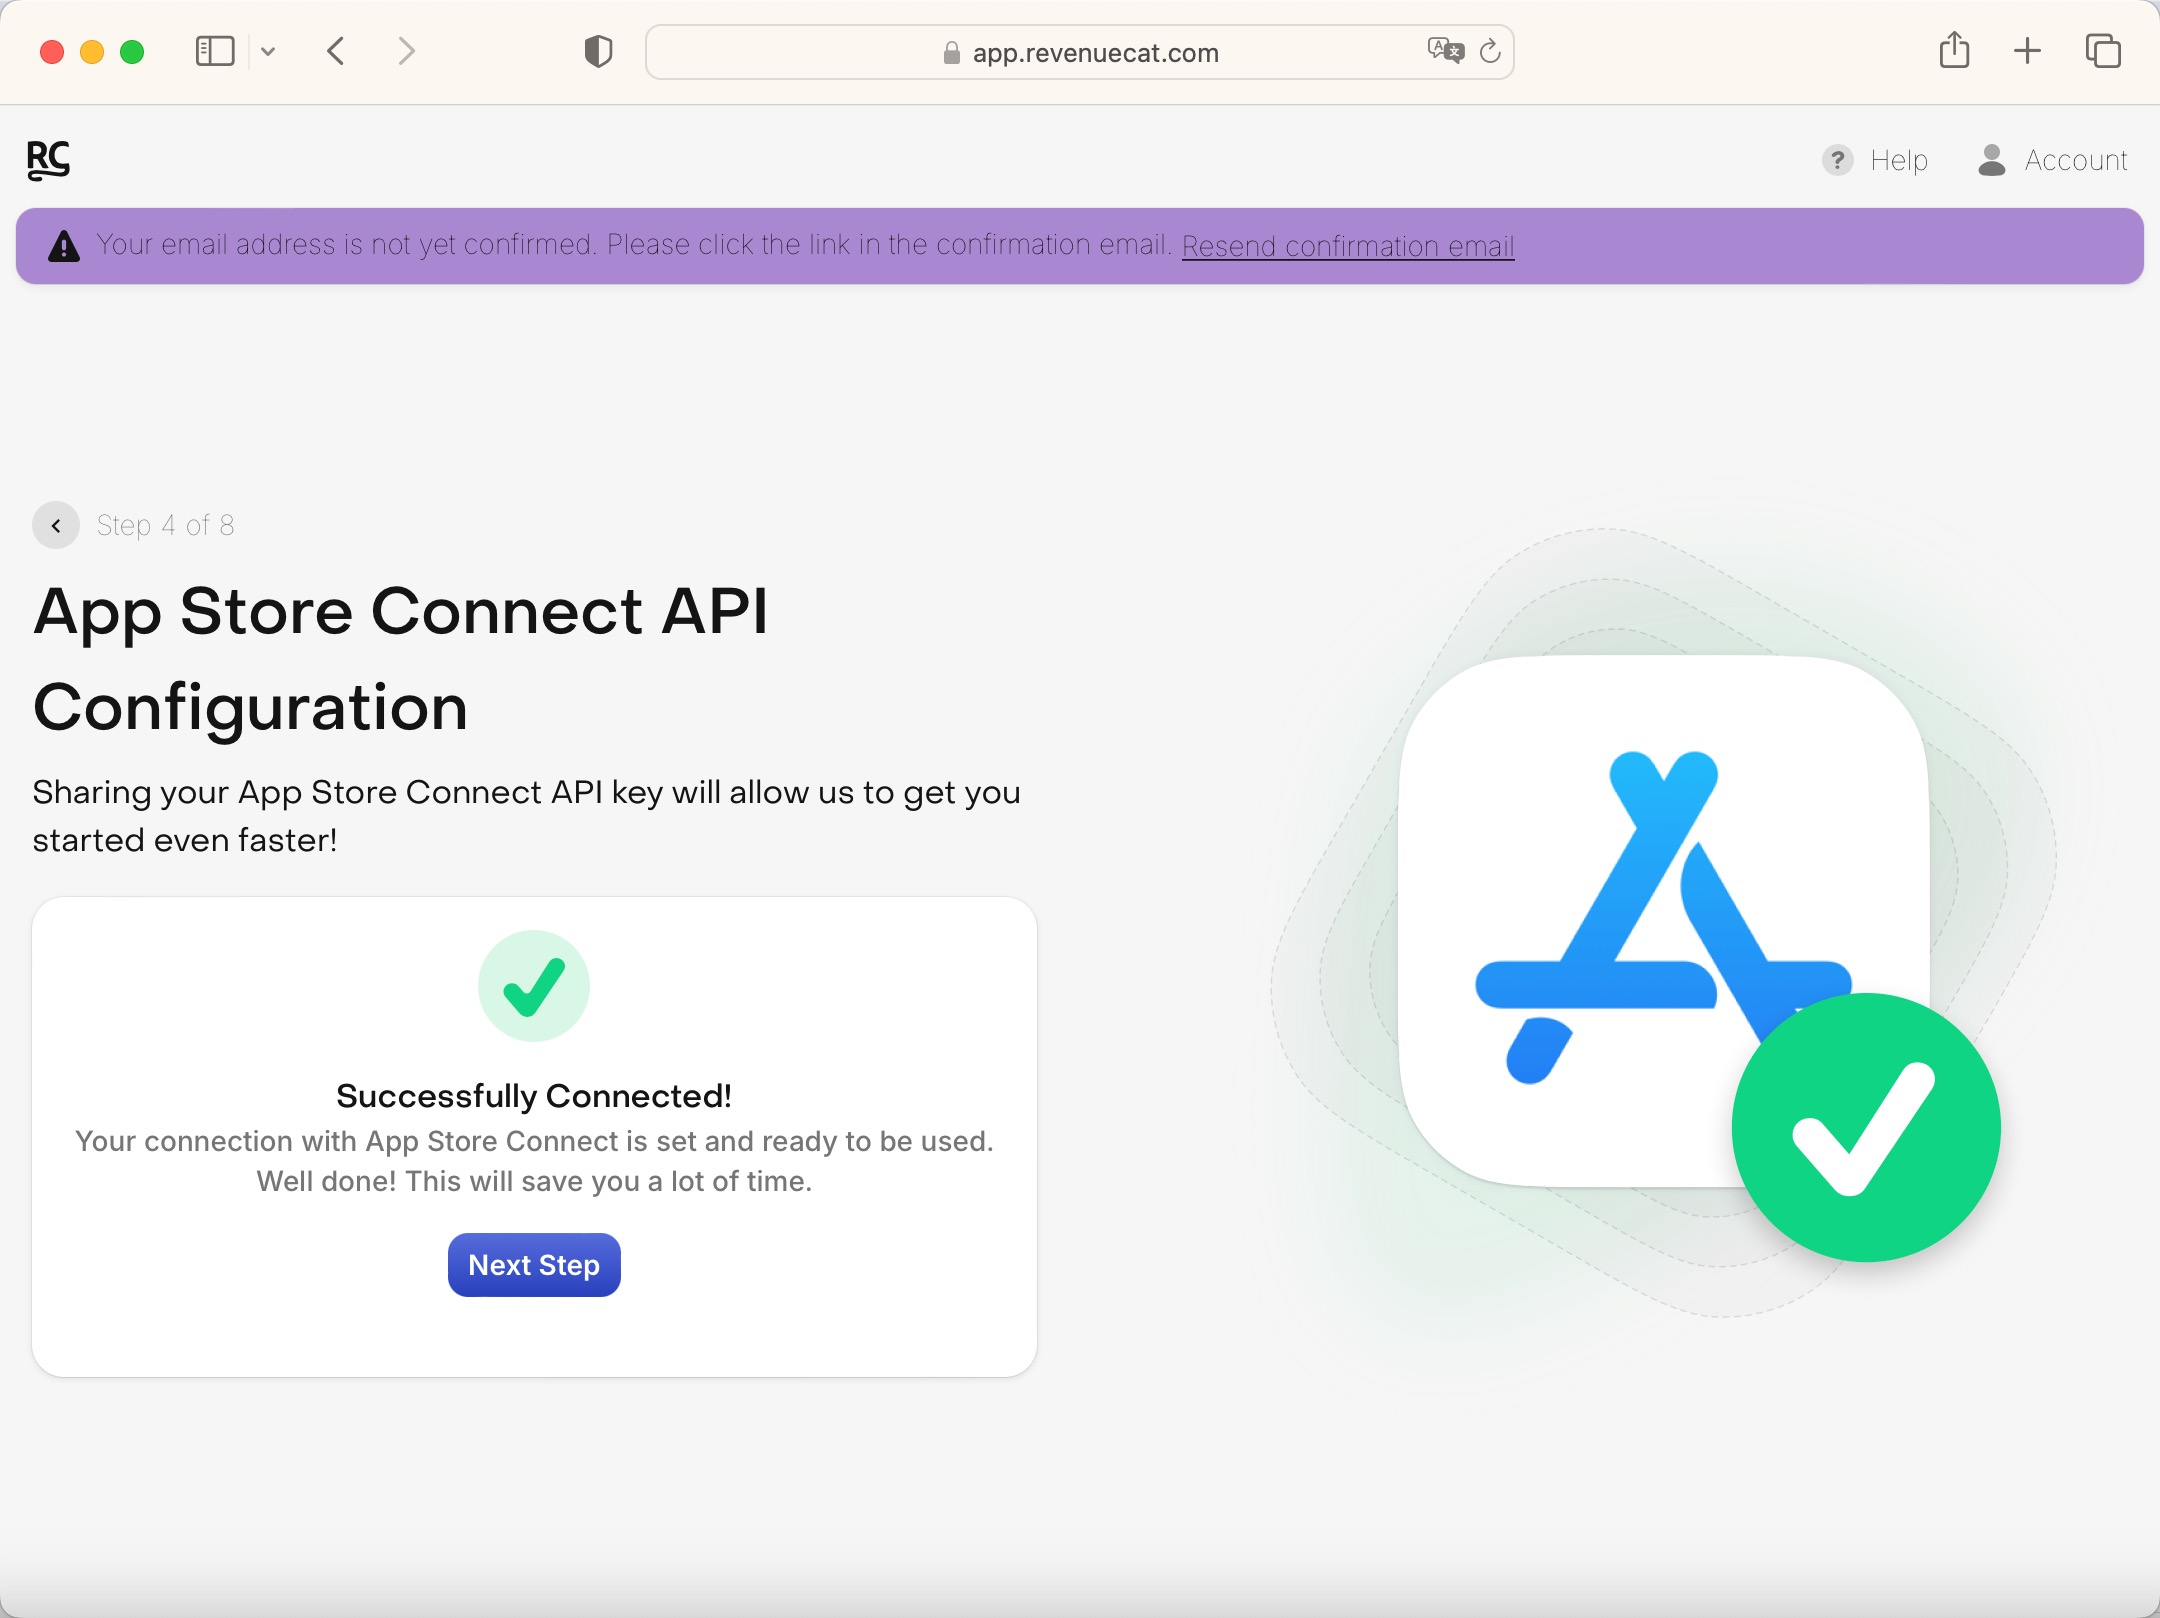 app.revenuecat.com
RC
? Help Account
Your email address is not yet confirmed. Please click the link in the confirmation email. Resend confirmation email
Step 4 of 8
App Store Connect API
Configuration
Sharing your App Store Connect API key will allow us to get you
started even faster!
Successfully Connected!
Your connection with App Store Connect is set and ready to be used.
Well done! This will save you a lot of time.
Next Step